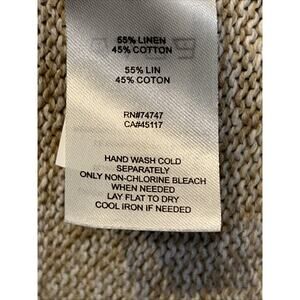 55% LINEN
45% COTTON
55% LIN
45% COTON
RN#74747
CA#45117
HAND WASH COLD
SEPARATELY
ONLY NON-CHLORINE BLEACH
WHEN NEEDED
LAY FLAT TO DRY
COOL IRON IF NEEDED